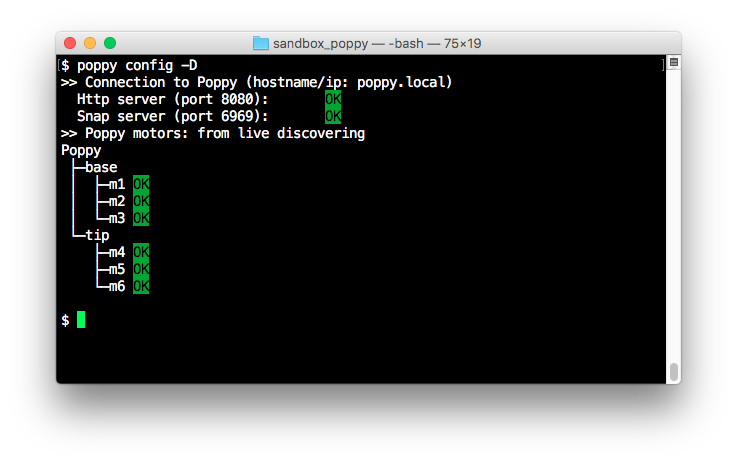 sandbox_poppy — -bash — 75×19
[$ poppy config -D ]
>> Connection to Poppy (hostname/ip: poppy.local)
  Http server (port 8080):       OK
  Snap server (port 6969):       OK
>> Poppy motors: from live discovering
Poppy
 ├─base
 │  ├─m1 OK
 │  ├─m2 OK
 │  └─m3 OK
 └─tip
    ├─m4 OK
    ├─m5 OK
    └─m6 OK
$